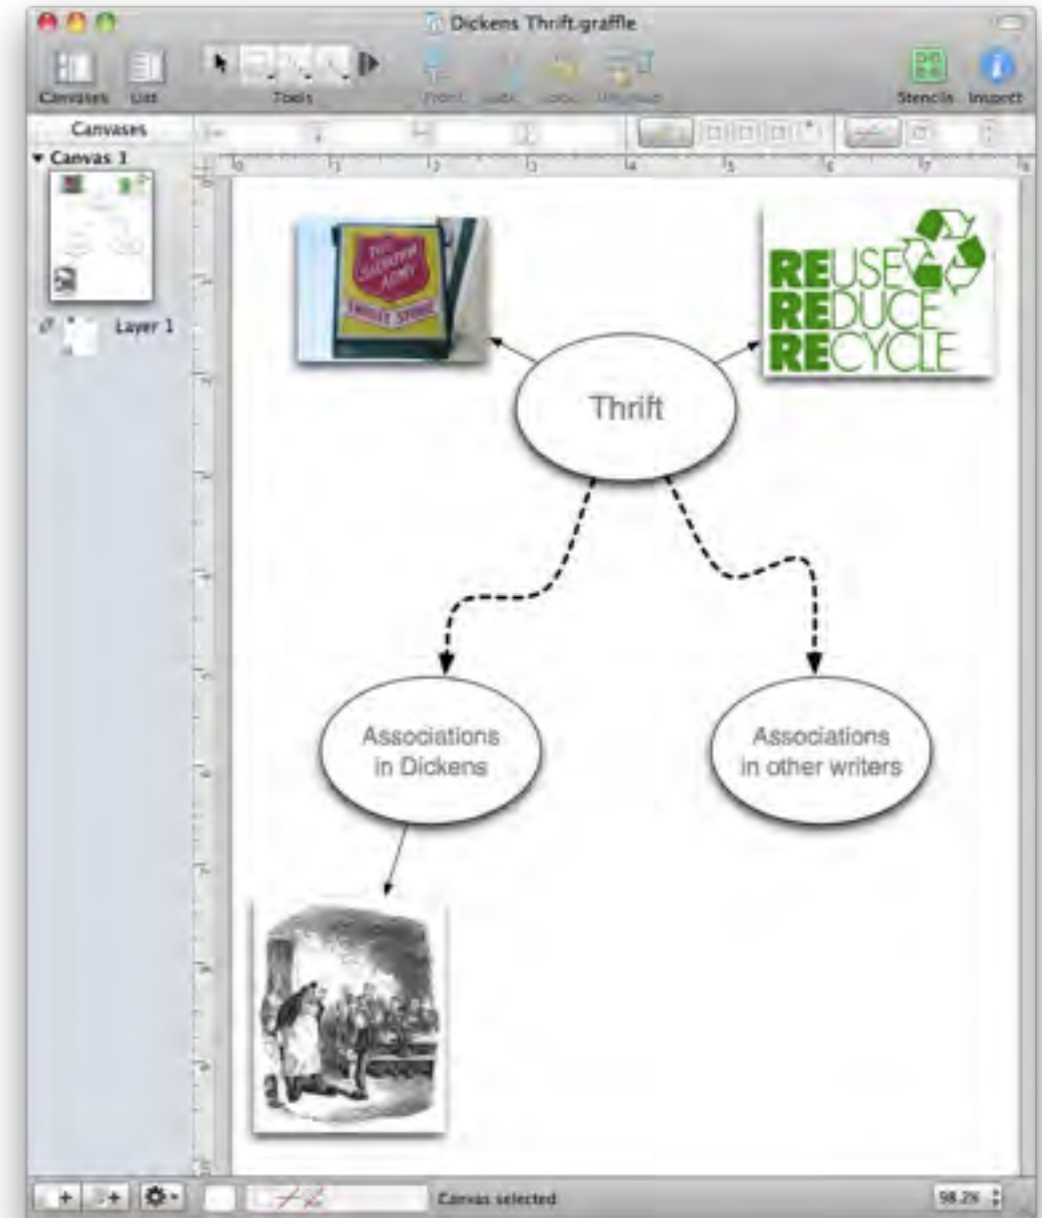 Dickens Thrift.graffle
Canvases
List
Tools
Front
Stencils
Inspect
Canvases
Canvas 1
Layer 1
THE
SALVATION
ARMY
THRIFT STORE
REUSE
REDUCE
RECYCLE
Thrift
Associations
in Dickens
Associations
in other writers
Canvas selected
98.2%